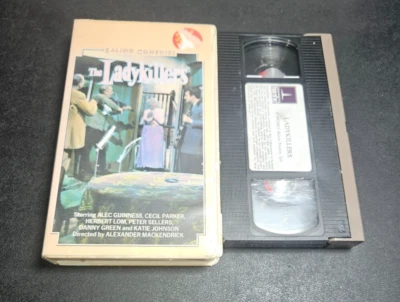 EALING COMEDIES
The Ladykillers
Starring ALEC GUINNESS, CECIL PARKER,
HERBERT LOM, PETER SELLERS,
DANNY GREEN and KATIE JOHNSON
Directed by ALEXANDER MACKENDRICK
LADYKILLERS